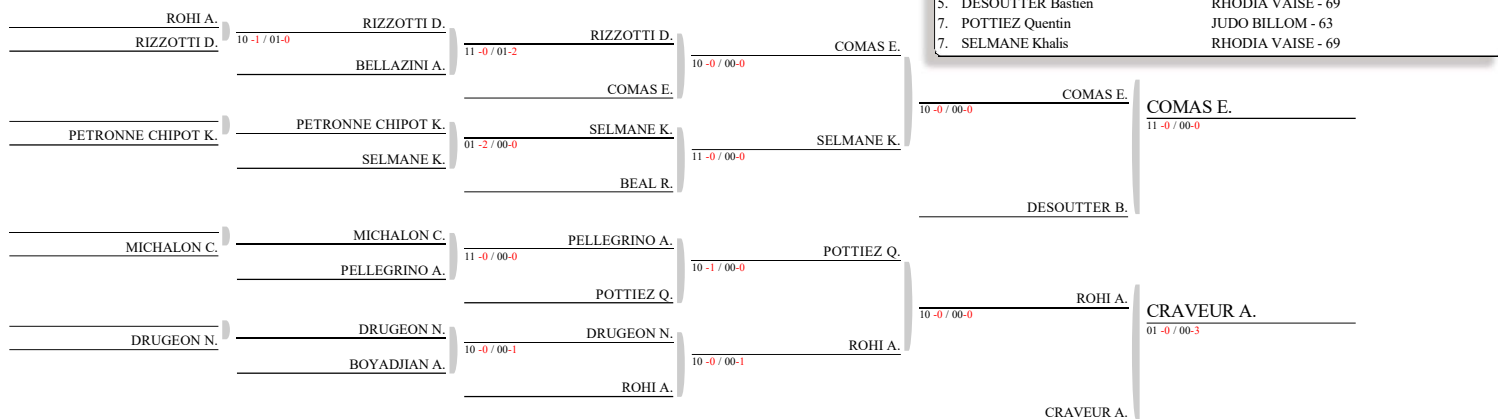 5. DESOUTTER Bastien RHODIA VAISE - 69
7. POTTIEZ Quentin JUDO BILLOM - 63
7. SELMANE Khalis RHODIA VAISE - 69
ROHI A.
RIZZOTTI D.
PETRONNE CHIPOT K.
MICHALON C.
DRUGEON N.
RIZZOTTI D.
10 -1 / 01-0
BELLAZINI A.
PETRONNE CHIPOT K.
SELMANE K.
MICHALON C.
PELLEGRINO A.
DRUGEON N.
BOYADJIAN A.
RIZZOTTI D.
11 -0 / 01-2
COMAS E.
SELMANE K.
01 -2 / 00-0
BEAL R.
PELLEGRINO A.
11 -0 / 00-0
POTTIEZ Q.
DRUGEON N.
10 -0 / 00-1
ROHI A.
COMAS E.
10 -0 / 00-0
SELMANE K.
11 -0 / 00-0
POTTIEZ Q.
10 -1 / 00-0
ROHI A.
10 -0 / 00-1
COMAS E.
10 -0 / 00-0
DESOUTTER B.
ROHI A.
10 -0 / 00-0
CRAVEUR A.
COMAS E.
11 -0 / 00-0
CRAVEUR A.
01 -0 / 00-3